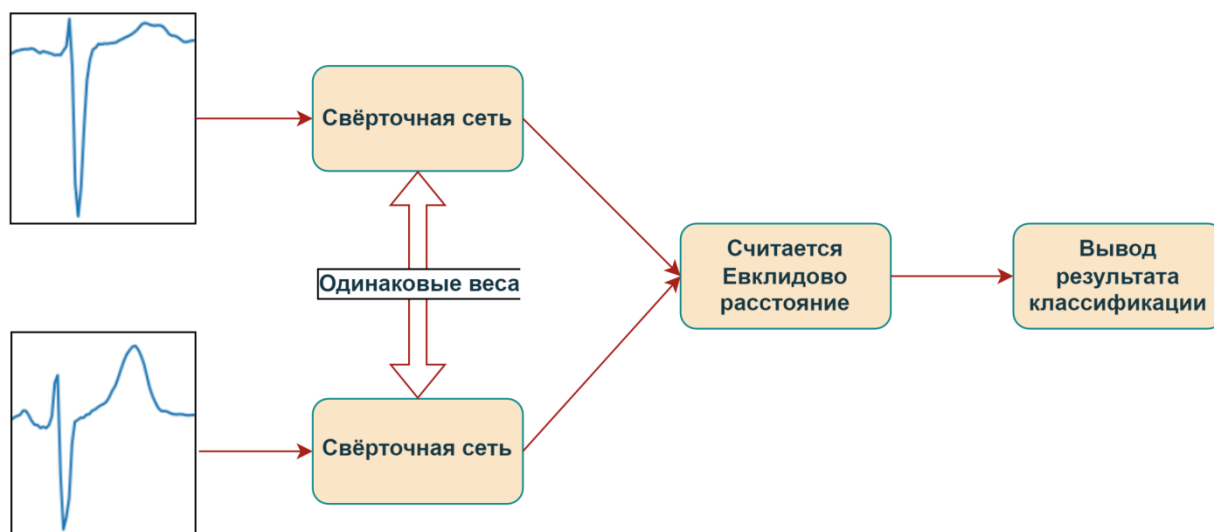 Свёрточная сеть
Одинаковые веса
Считается
Евклидово
расстояние
Вывод
результата
классификации
Свёрточная сеть